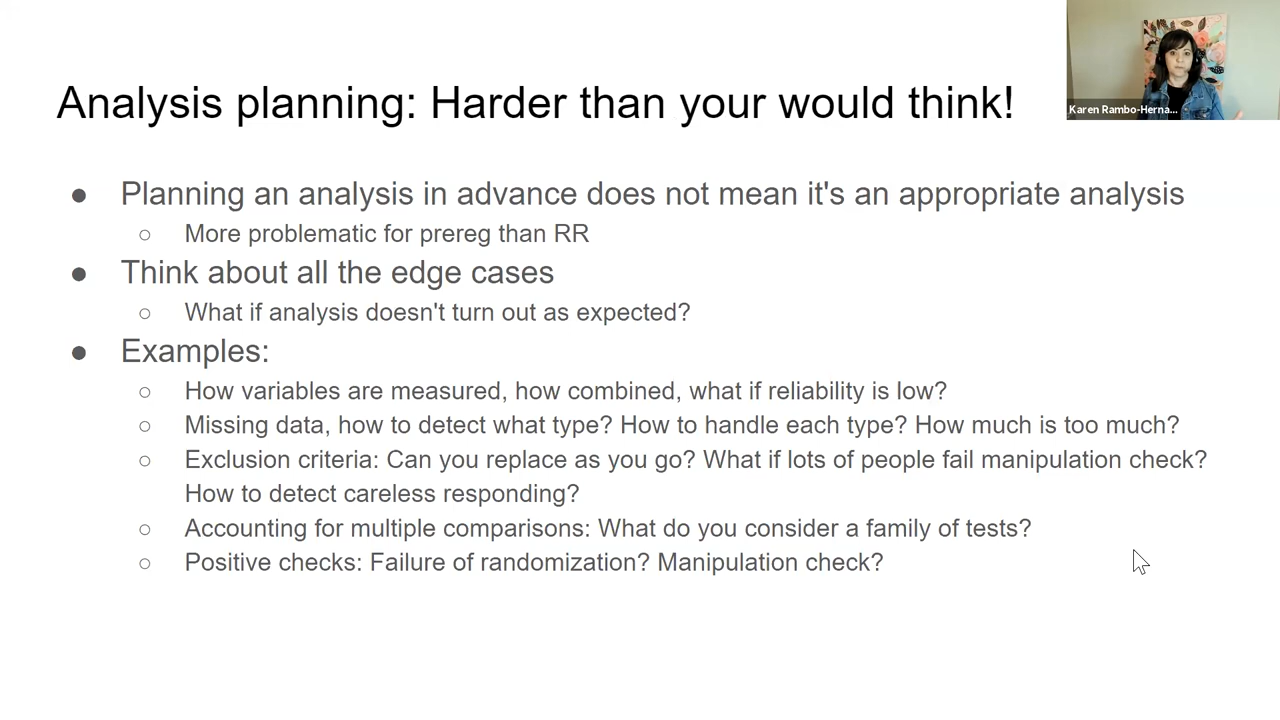 Karen Rambo-Herna...
Analysis planning: Harder than your would think!
● Planning an analysis in advance does not mean it's an appropriate analysis
○ More problematic for prereg than RR
● Think about all the edge cases
○ What if analysis doesn't turn out as expected?
● Examples:
○ How variables are measured, how combined, what if reliability is low?
○ Missing data, how to detect what type? How to handle each type? How much is too much?
○ Exclusion criteria: Can you replace as you go? What if lots of people fail manipulation check?
How to detect careless responding?
○ Accounting for multiple comparisons: What do you consider a family of tests?
○ Positive checks: Failure of randomization? Manipulation check?